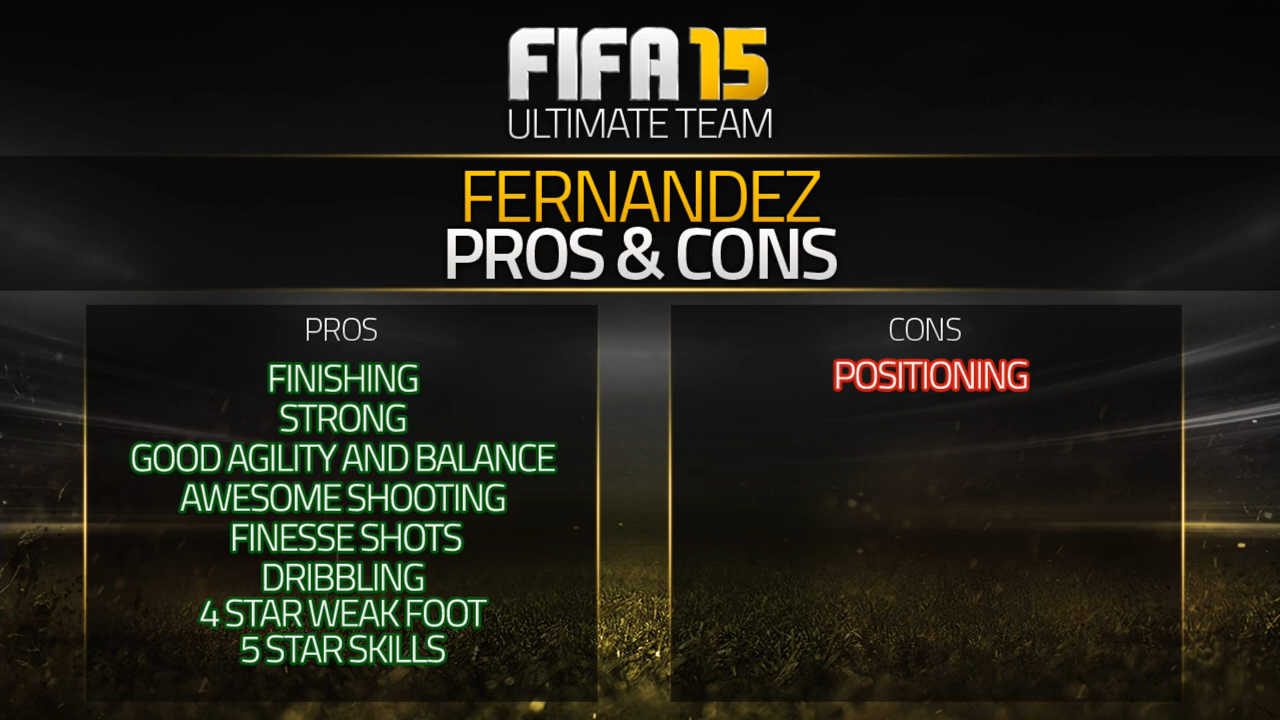 FIFA 15
ULTIMATE TEAM
FERNANDEZ
PROS & CONS
PROS
FINISHING
STRONG
GOOD AGILITY AND BALANCE
AWESOME SHOOTING
FINESSE SHOTS
DRIBBLING
4 STAR WEAK FOOT
5 STAR SKILLS
CONS
POSITIONING